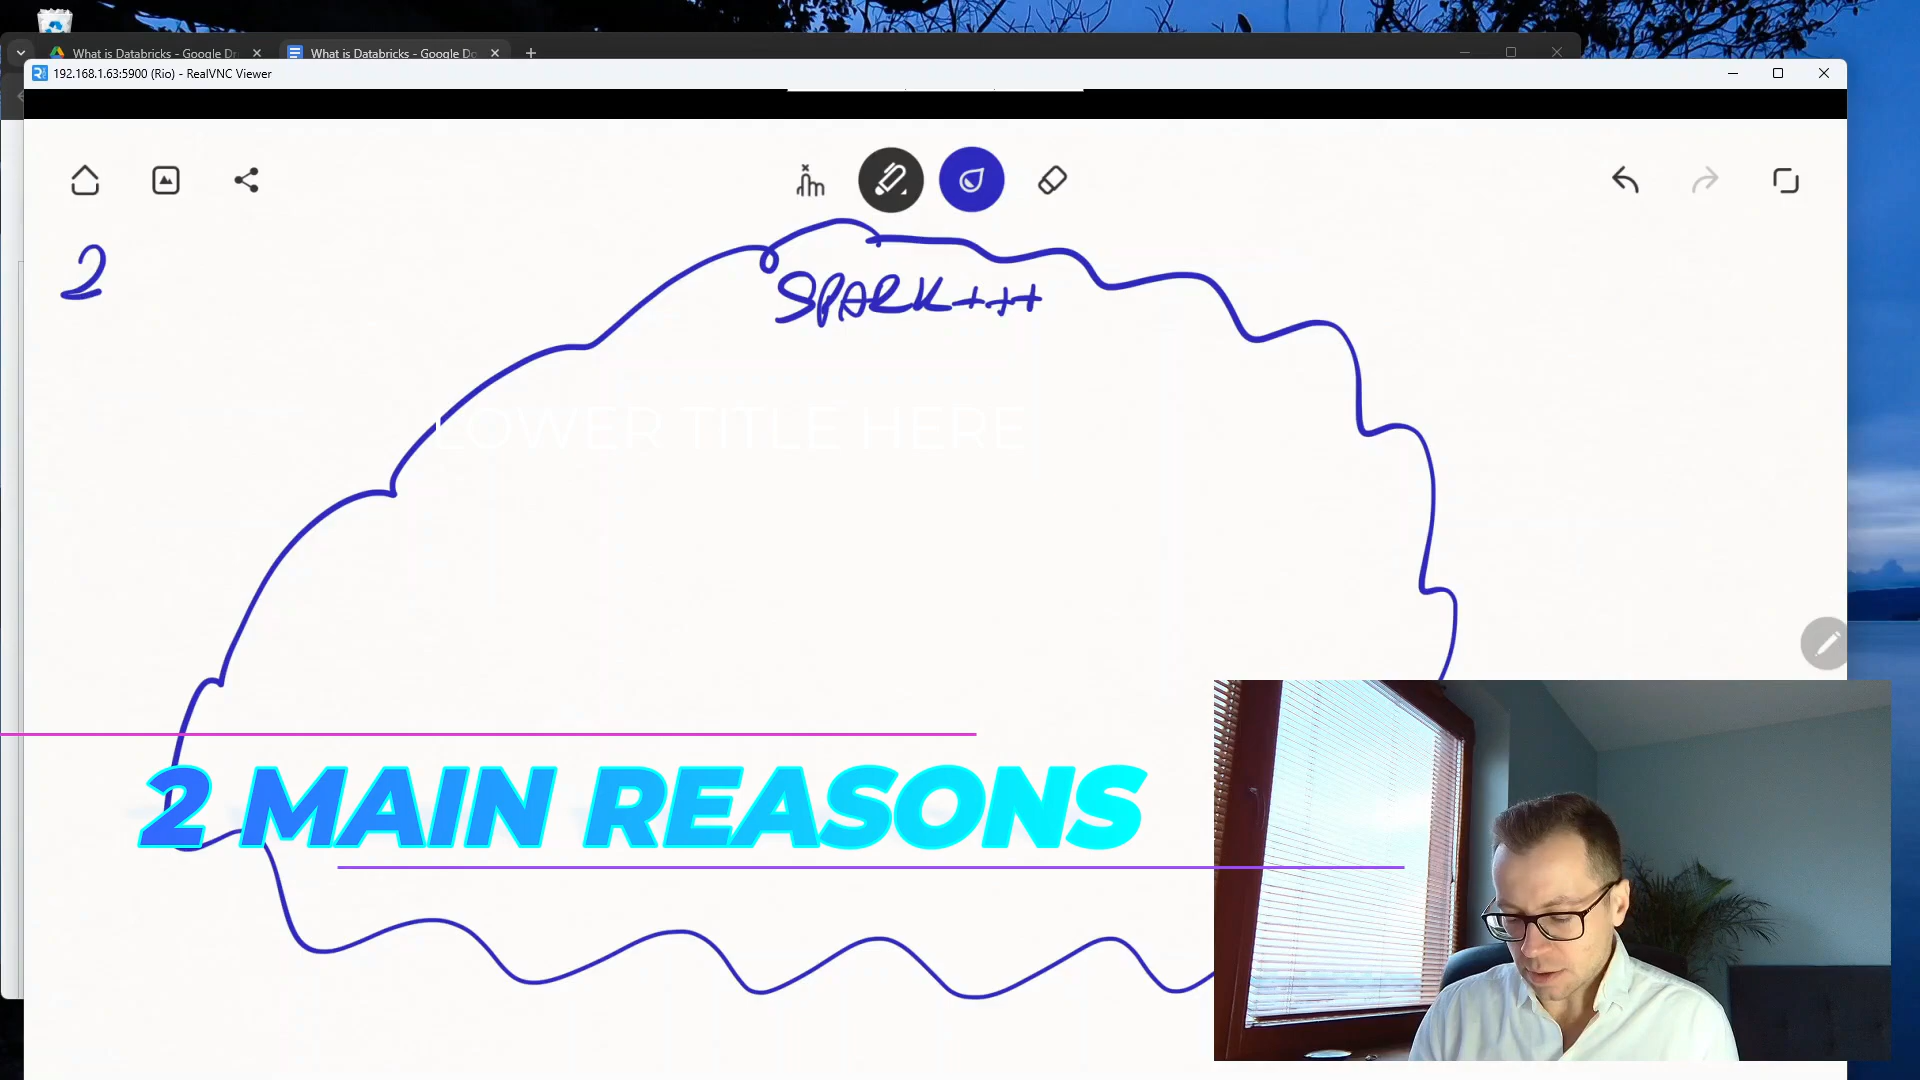 What is Databricks - Google Dr
What is Databricks - Google Do
192.168.1.63:5900 (Rio) - RealVNC Viewer
2
SPARK+++
LOWER TITLE HERE
2 MAIN REASONS